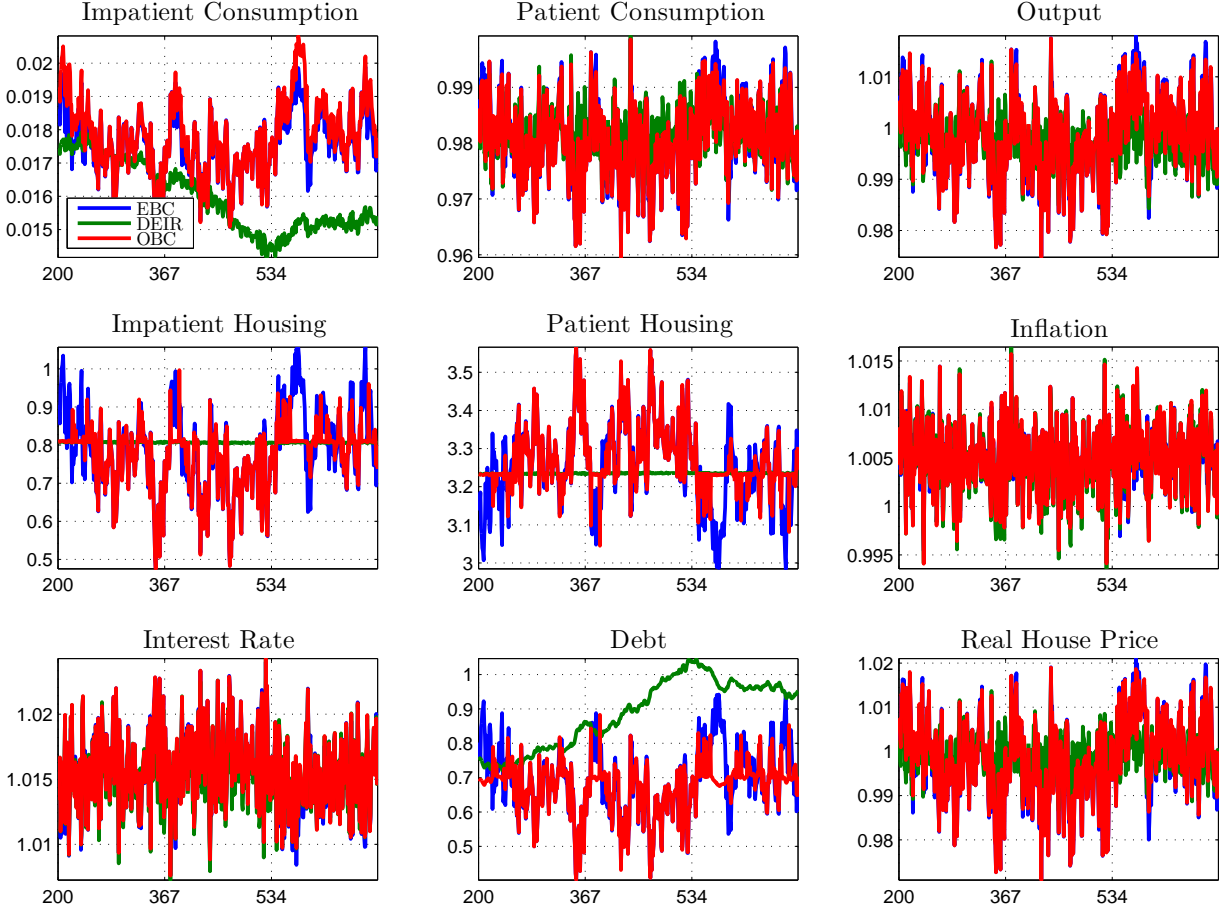 Impatient Consumption
0.02
0.019
0.018
0.017
0.016
0.015
EBC
DEIR
OBC
200 367 534
Patient Consumption
0.99
0.98
0.97
0.96
200 367 534
Output
1.01
1
0.99
0.98
200 367 534
Impatient Housing
1
0.9
0.8
0.7
0.6
0.5
200 367 534
Patient Housing
3.5
3.4
3.3
3.2
3.1
3
200 367 534
Inflation
1.015
1.01
1.005
1
0.995
200 367 534
Interest Rate
1.02
1.015
1.01
200 367 534
Debt
1
0.9
0.8
0.7
0.6
0.5
200 367 534
Real House Price
1.02
1.01
1
0.99
0.98
200 367 534